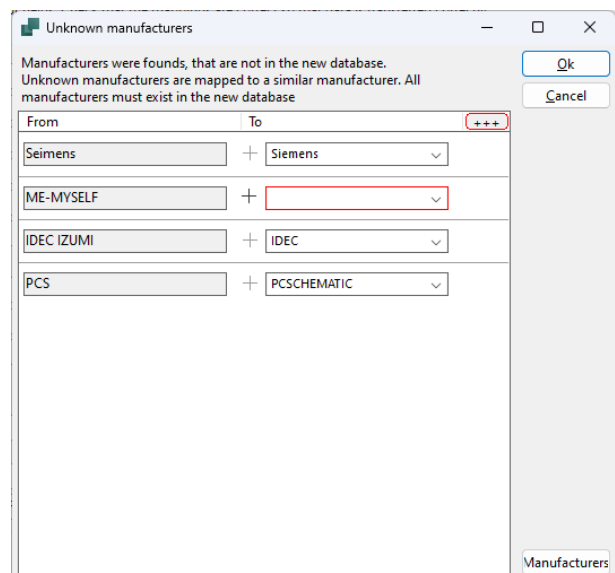 Unknown manufacturers
Manufacturers were found, that are not in the new database.
Unknown manufacturers are mapped to a similar manufacturer. All
manufacturers must exist in the new database
Ok
Cancel
From To +++
Seimens + Siemens
ME-MYSELF +
IDEC IZUMI + IDEC
PCS + PCSCHEMATIC
Manufacturers